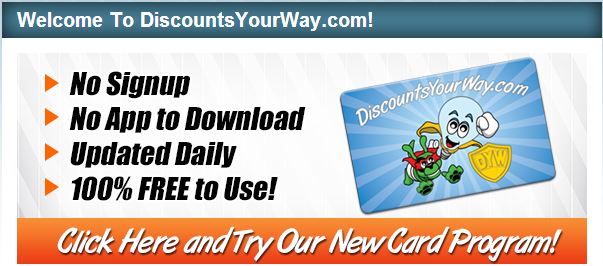 Welcome To DiscountsYourWay.com!
No Signup
No App to Download
Updated Daily
100% FREE to Use!
DiscountsYourWay.com
DYW
Click Here and Try Our New Card Program!